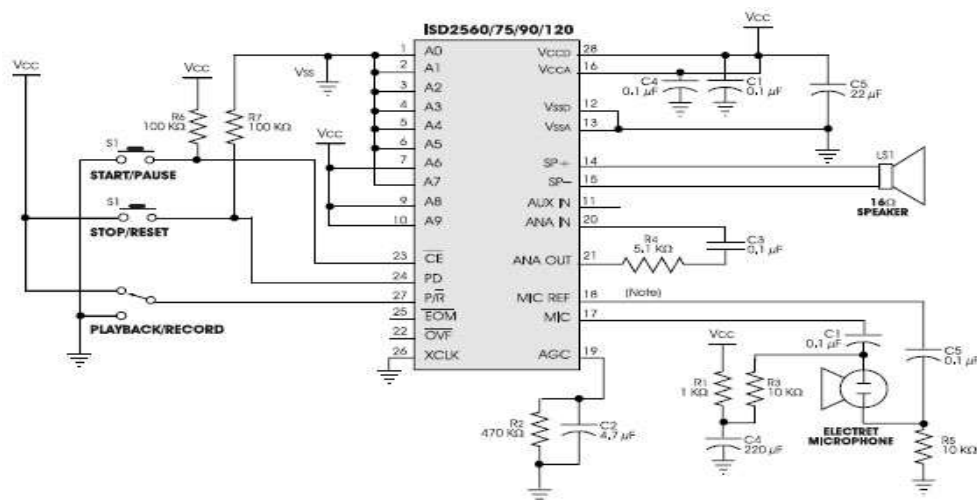 ISD2560/75/90/120
VCC
VCC
VSS
R6
100 KΩ
R7
100 KΩ
S1
START/PAUSE
S1
STOP/RESET
PLAYBACK/RECORD
VCC
1 A0
2 A1
3 A2
4 A3
5 A4
6 A5
7 A6
8 A7
9 A8
10 A9
23 CE
24 PD
27 P/R
25 EOM
22 OVF
26 XCLK
VCCD 28
VCCA 16
VSSD 12
VSSA 13
SP+ 14
SP– 15
AUX IN 11
ANA IN 20
ANA OUT 21
MIC REF 18
MIC 17
AGC 19
VCC
C4
0.1 µF
C1
0.1 µF
C5
22 µF
LS1
16Ω
SPEAKER
R4
5.1 KΩ
C3
0.1 µF
(Note)
C1
0.1 µF
C5
0.1 µF
VCC
R1
1 KΩ
R3
10 KΩ
C4
220 µF
ELECTRET
MICROPHONE
R5
10 KΩ
R2
470 KΩ
C2
4.7 µF